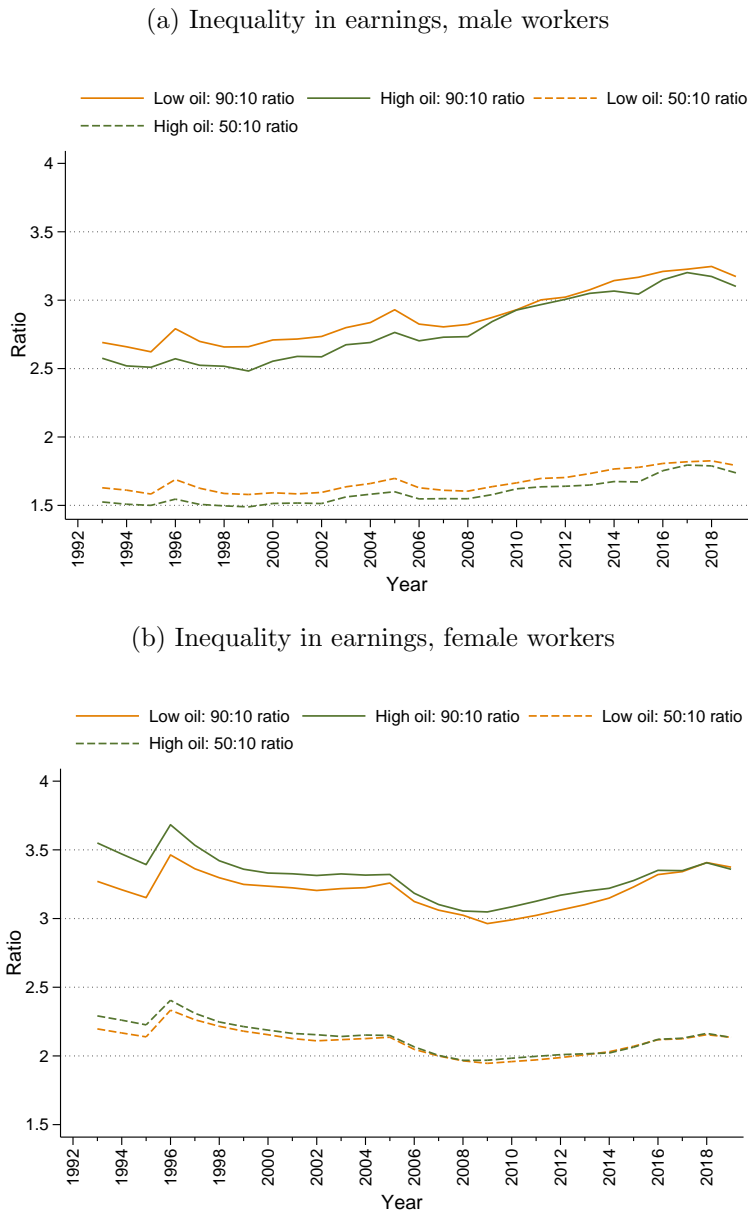 (a) Inequality in earnings, male workers
Low oil: 90:10 ratio High oil: 90:10 ratio Low oil: 50:10 ratio
High oil: 50:10 ratio
4
3.5
3
2.5
2
1.5
Ratio
1992 1994 1996 1998 2000 2002 2004 2006 2008 2010 2012 2014 2016 2018
Year
(b) Inequality in earnings, female workers
Low oil: 90:10 ratio High oil: 90:10 ratio Low oil: 50:10 ratio
High oil: 50:10 ratio
4
3.5
3
2.5
2
1.5
Ratio
1992 1994 1996 1998 2000 2002 2004 2006 2008 2010 2012 2014 2016 2018
Year